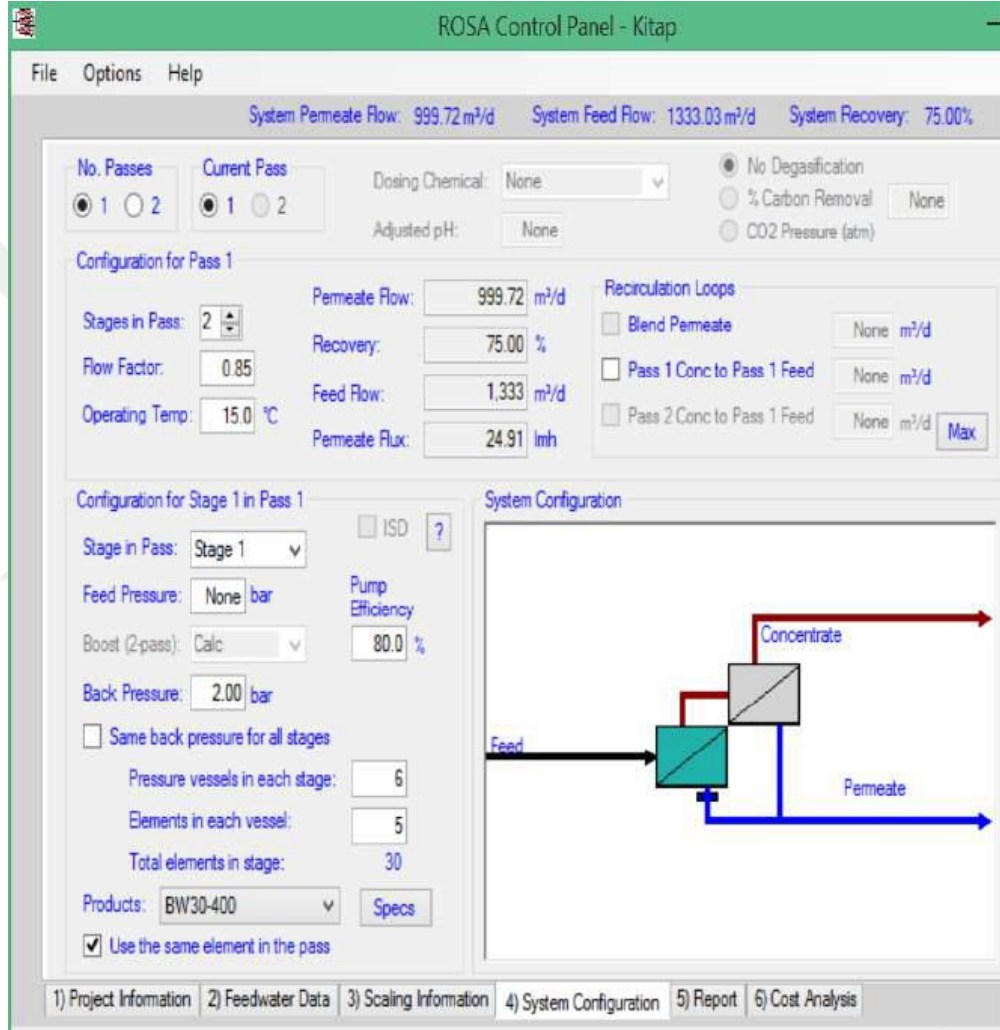 ROSA Control Panel - Kitap
File Options Help
System Permeate Flow: 999.72 m³/d System Feed Flow: 1333.03 m³/d System Recovery: 75.00%
No. Passes
1 2
Current Pass
1 2
Dosing Chemical: None
Adjusted pH: None
No Degasification
% Carbon Removal None
CO2 Pressure (atm)
Configuration for Pass 1
Stages in Pass: 2
Flow Factor: 0.85
Operating Temp: 15.0 °C
Permeate Flow: 999.72 m³/d
Recovery: 75.00 %
Feed Flow: 1,333 m³/d
Permeate Flux: 24.91 lmh
Recirculation Loops
Blend Permeate None m³/d
Pass 1 Conc to Pass 1 Feed None m³/d
Pass 2 Conc to Pass 1 Feed None m³/d Max
Configuration for Stage 1 in Pass 1
ISD ?
Stage in Pass: Stage 1
Feed Pressure: None bar
Pump
Efficiency
80.0 %
Boost (2-pass): Calc
Back Pressure: 2.00 bar
Same back pressure for all stages
Pressure vessels in each stage: 6
Elements in each vessel: 5
Total elements in stage: 30
Products: BW30-400 Specs
Use the same element in the pass
System Configuration
Concentrate
Feed
Permeate
1) Project Information 2) Feedwater Data 3) Scaling Information 4) System Configuration 5) Report 6) Cost Analysis